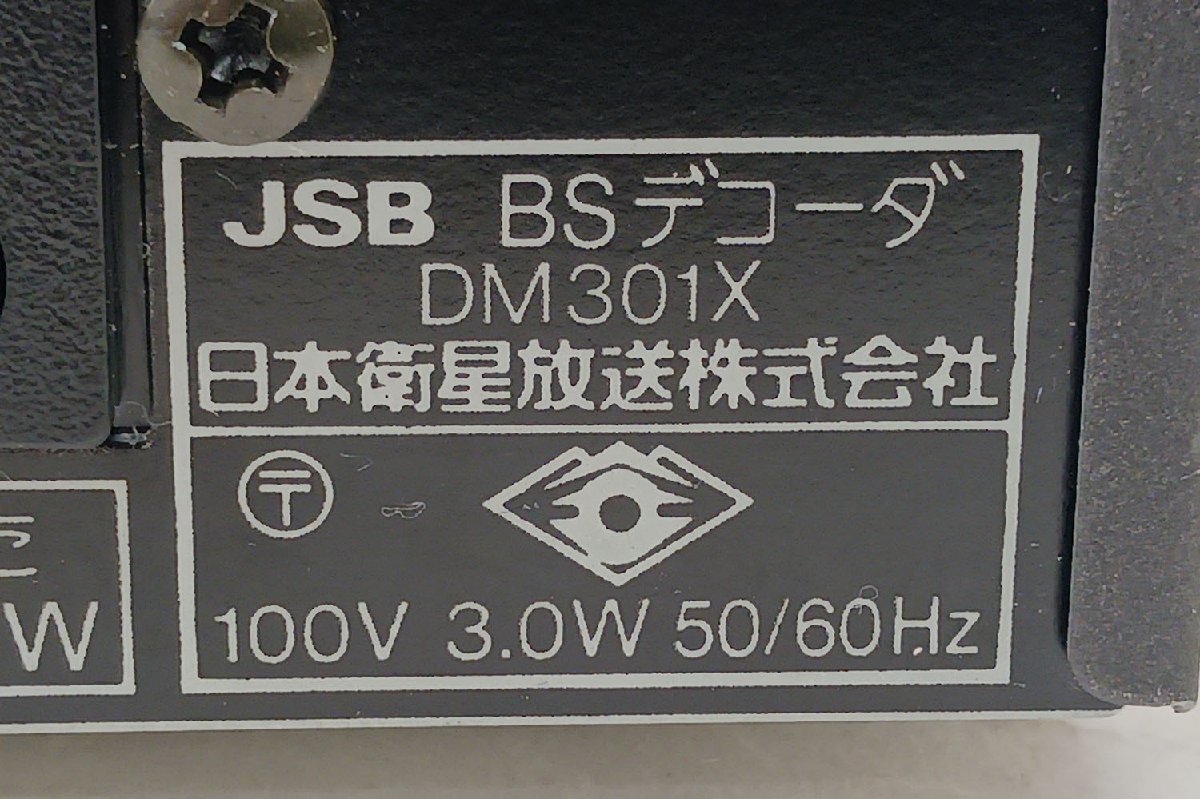 JSB BSデコーダ
DM301X
日本衛星放送株式会社
〒
100V 3.0W 50/60Hz
W